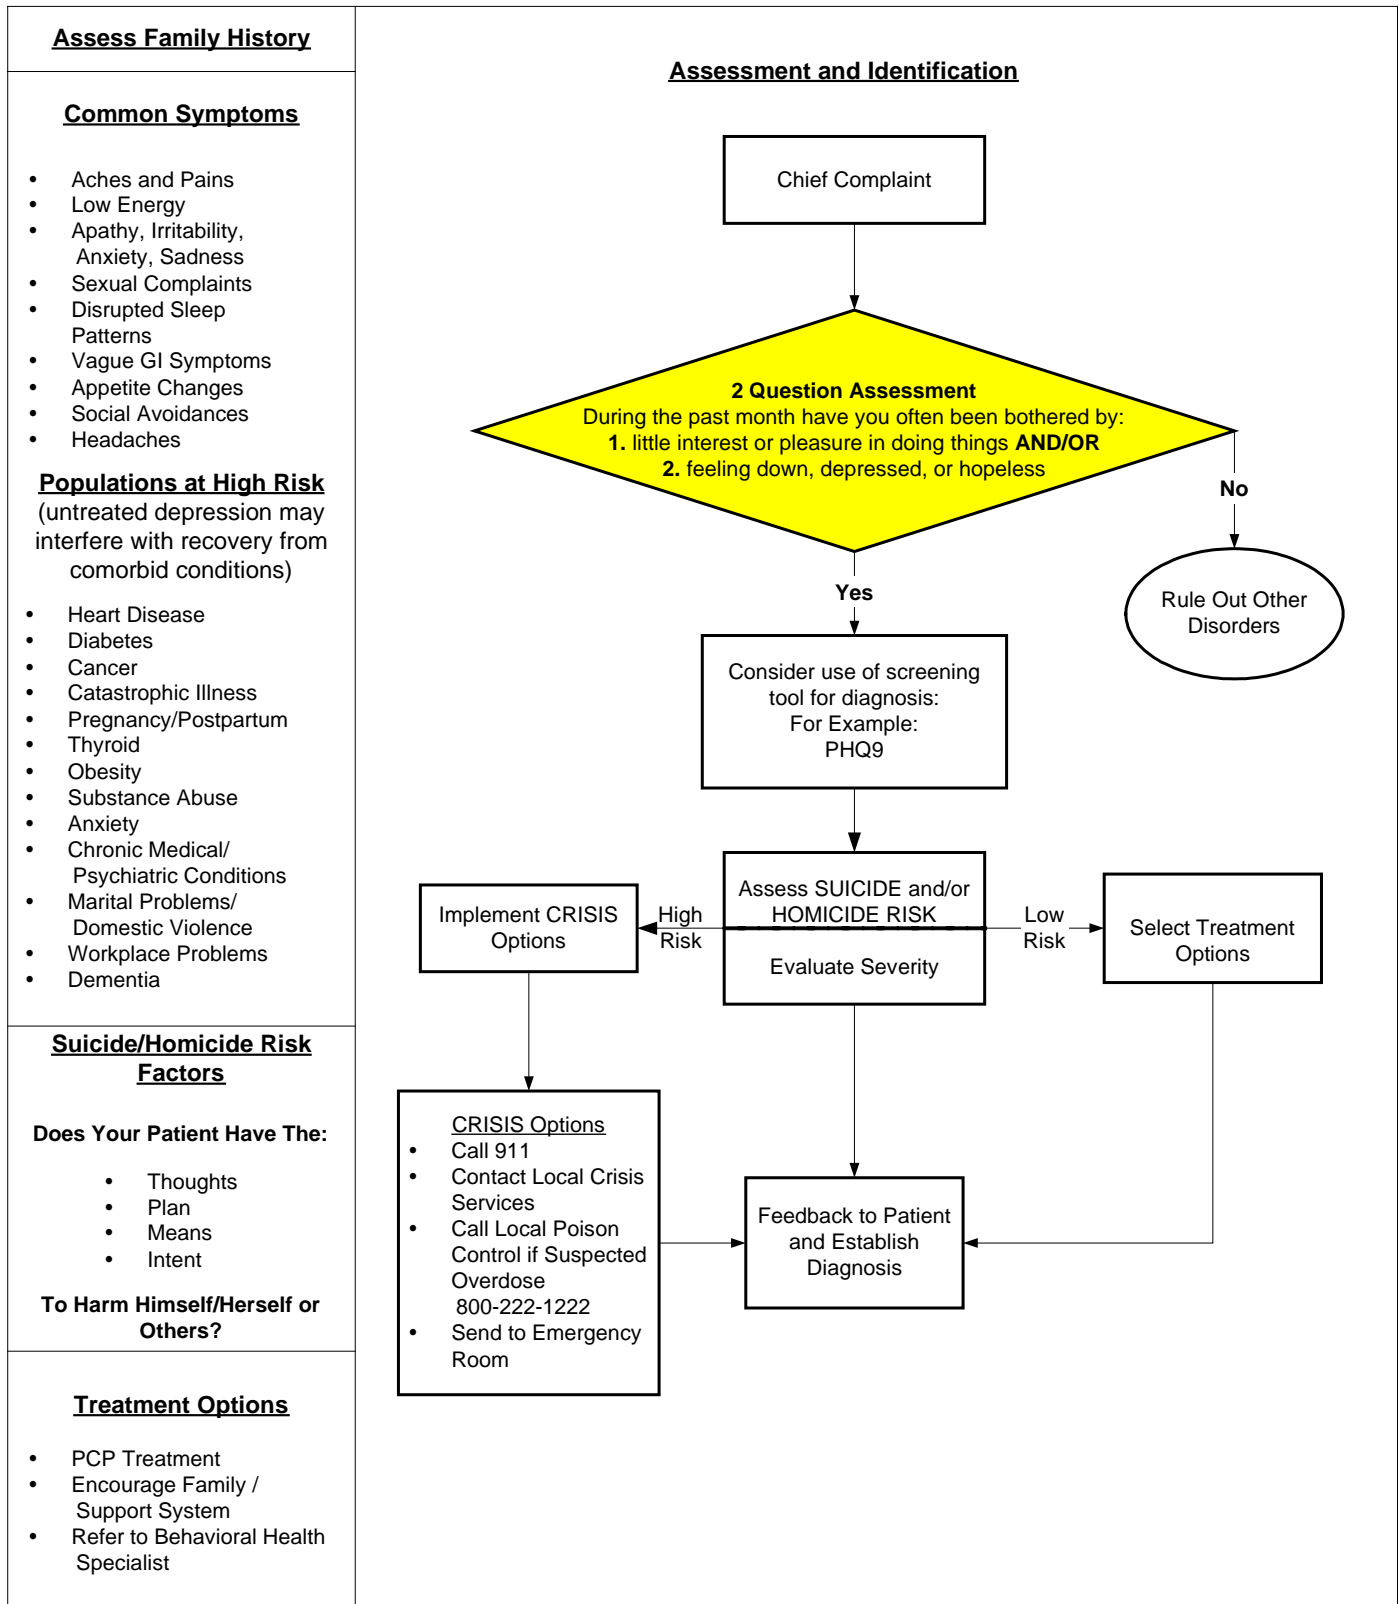 Assess Family History
Common Symptoms
• Aches and Pains
• Low Energy
• Apathy, Irritability,
Anxiety, Sadness
• Sexual Complaints
• Disrupted Sleep
Patterns
• Vague GI Symptoms
• Appetite Changes
• Social Avoidances
• Headaches
Populations at High Risk
(untreated depression may
interfere with recovery from
comorbid conditions)
• Heart Disease
• Diabetes
• Cancer
• Catastrophic Illness
• Pregnancy/Postpartum
• Thyroid
• Obesity
• Substance Abuse
• Anxiety
• Chronic Medical/
Psychiatric Conditions
• Marital Problems/
Domestic Violence
• Workplace Problems
• Dementia
Suicide/Homicide Risk
Factors
Does Your Patient Have The:
• Thoughts
• Plan
• Means
• Intent
To Harm Himself/Herself or
Others?
Treatment Options
• PCP Treatment
• Encourage Family /
Support System
• Refer to Behavioral Health
Specialist
Assessment and Identification
Chief Complaint
2 Question Assessment
During the past month have you often been bothered by:
1. little interest or pleasure in doing things AND/OR
2. feeling down, depressed, or hopeless
No
Rule Out Other
Disorders
Yes
Consider use of screening
tool for diagnosis:
For Example:
PHQ9
Assess SUICIDE and/or
HOMICIDE RISK
Evaluate Severity
High
Risk
Implement CRISIS
Options
Low
Risk
Select Treatment
Options
CRISIS Options
• Call 911
• Contact Local Crisis
Services
• Call Local Poison
Control if Suspected
Overdose
800-222-1222
• Send to Emergency
Room
Feedback to Patient
and Establish
Diagnosis